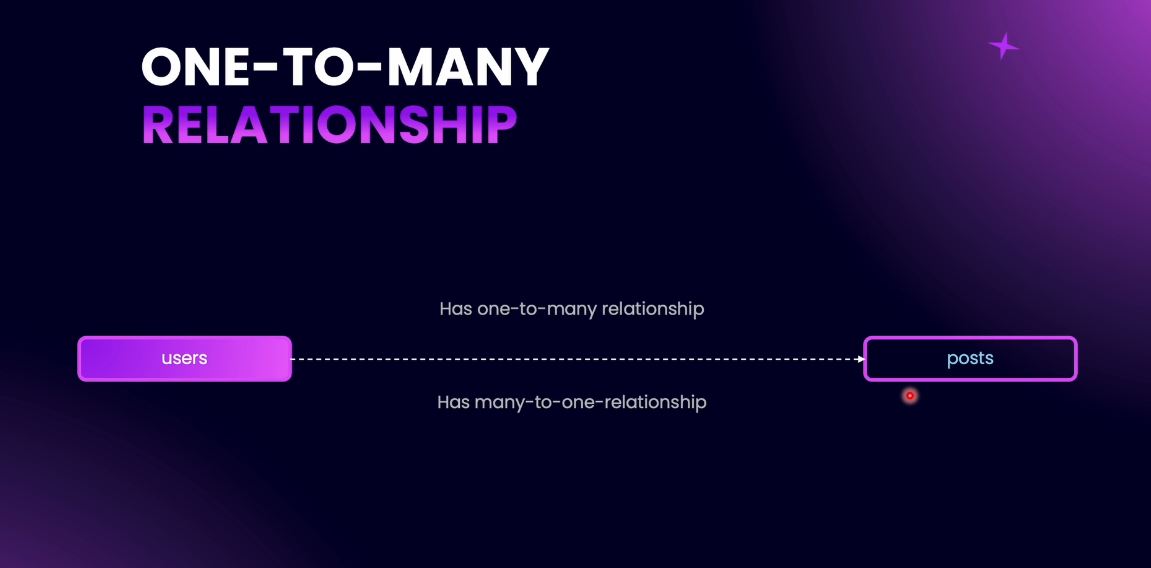 ONE-TO-MANY
RELATIONSHIP
Has one-to-many relationship
users
posts
Has many-to-one-relationship